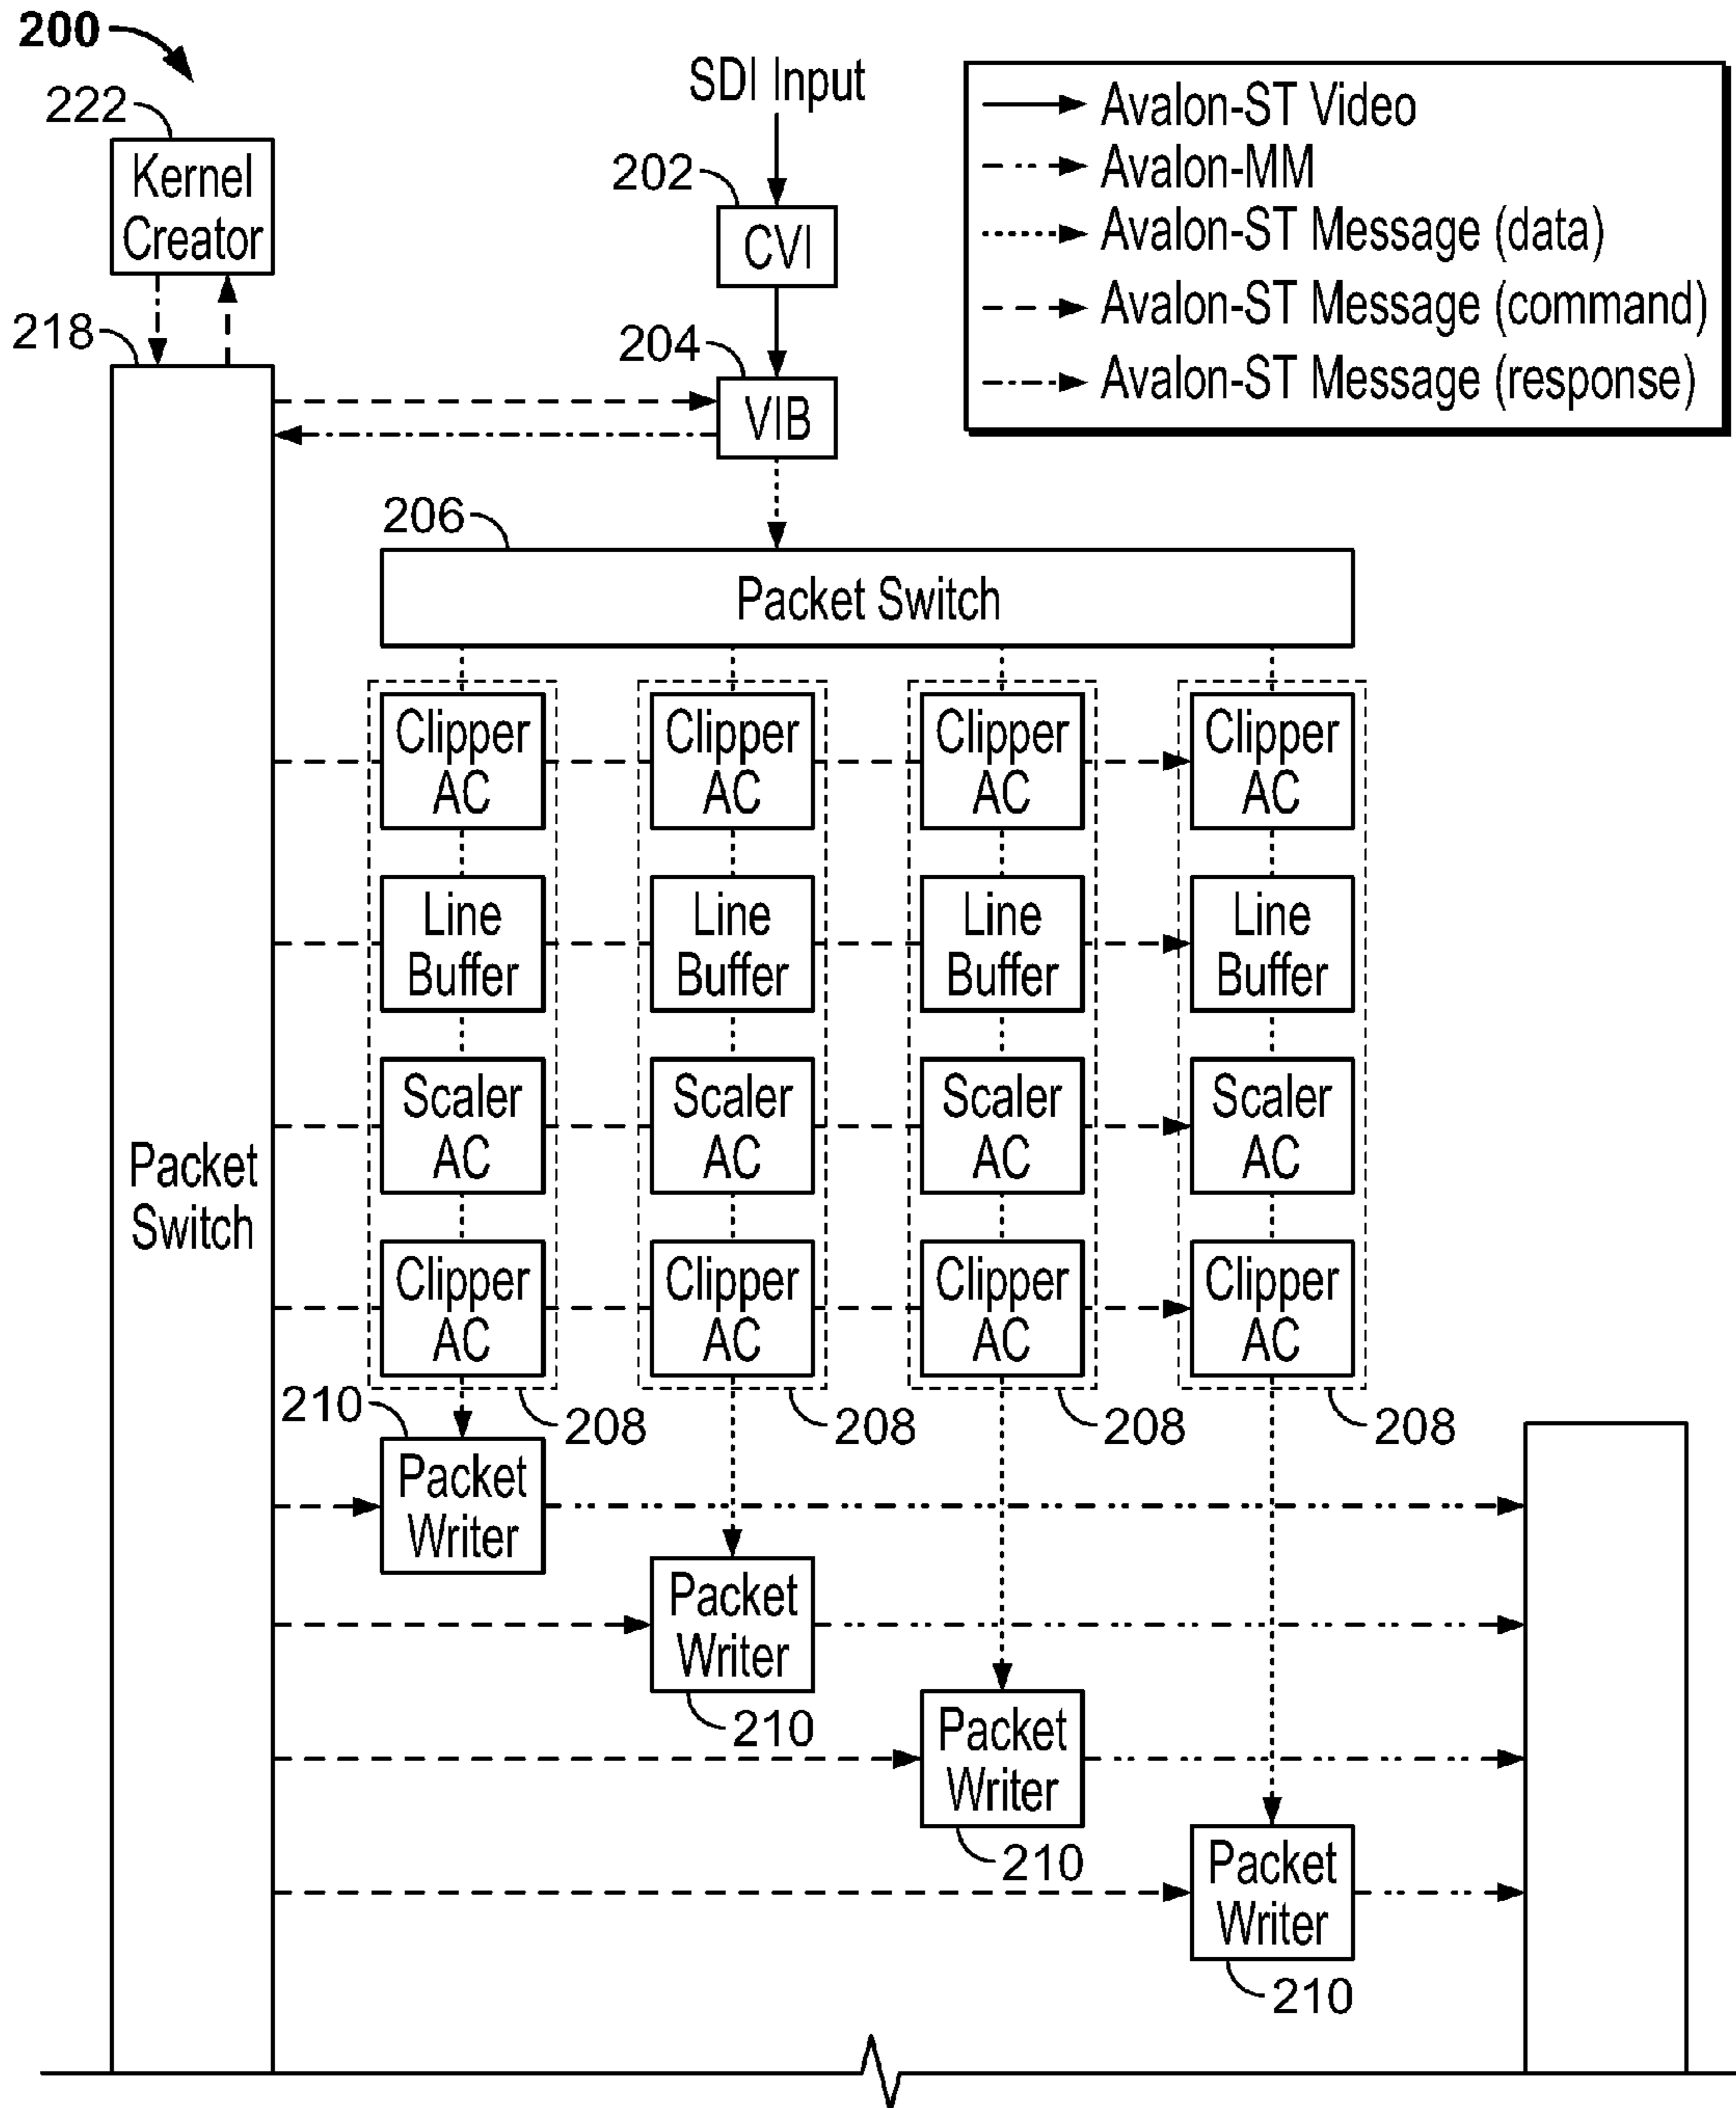 200
222
Kernel
Creator
218
SDI Input
202
CVI
204
VIB
Avalon-ST Video
Avalon-MM
Avalon-ST Message (data)
Avalon-ST Message (command)
Avalon-ST Message (response)
206
Packet Switch
Clipper
AC
Clipper
AC
Clipper
AC
Clipper
AC
Line
Buffer
Line
Buffer
Line
Buffer
Line
Buffer
Packet
Switch
Scaler
AC
Scaler
AC
Scaler
AC
Scaler
AC
Clipper
AC
Clipper
AC
Clipper
AC
Clipper
AC
210
208
208
208
208
Packet
Writer
Packet
Writer
210
Packet
Writer
210
Packet
Writer
210